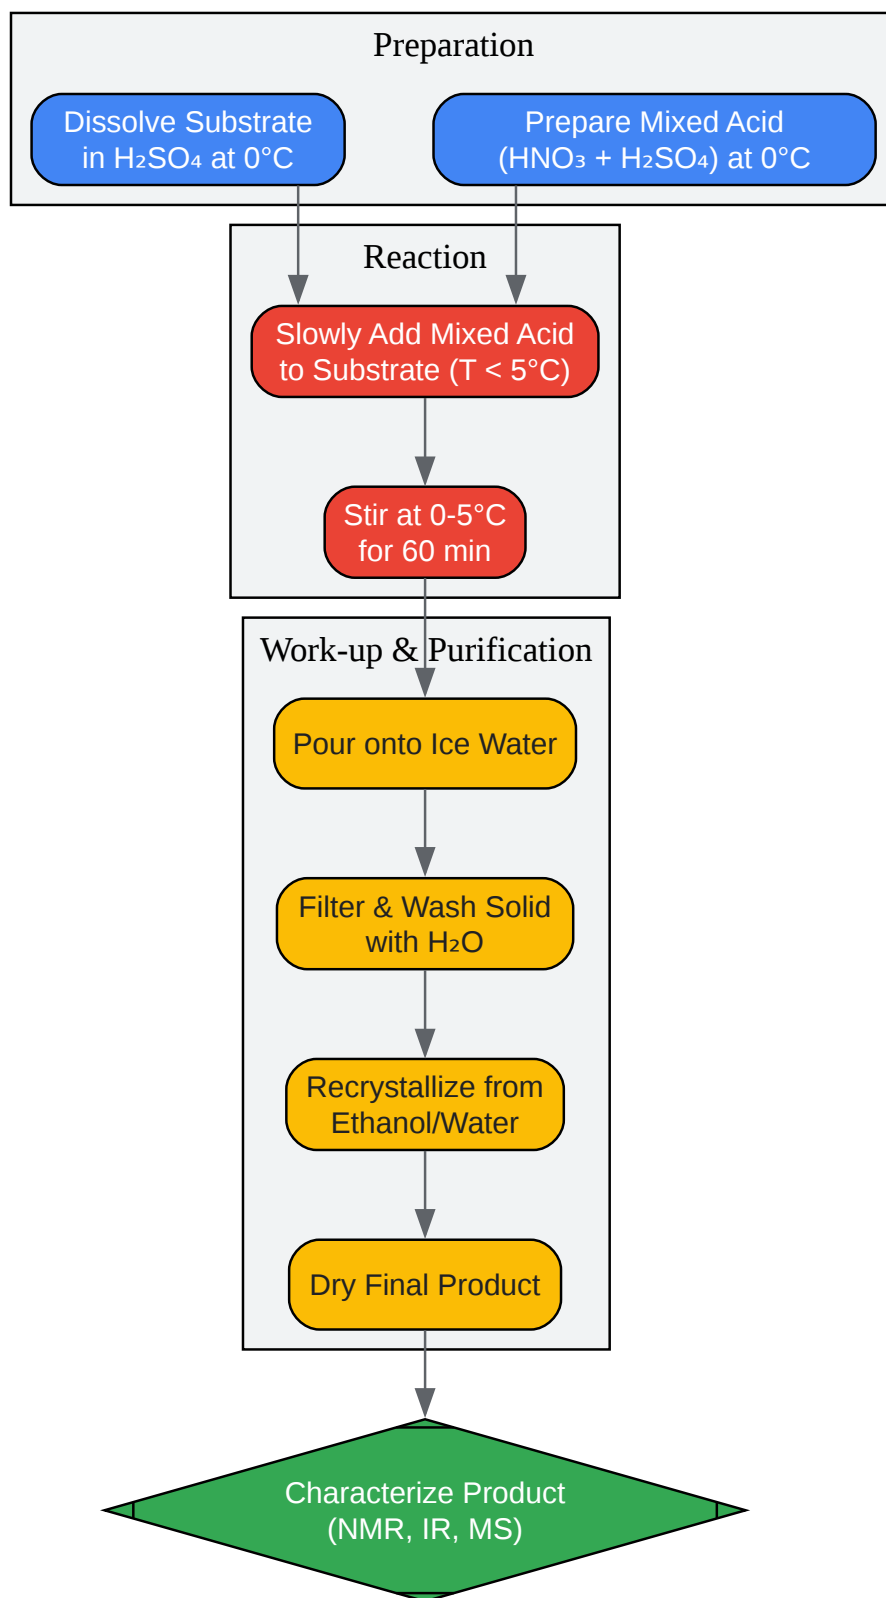 Preparation
Dissolve Substrate
in H₂SO₄ at 0°C
Prepare Mixed Acid
(HNO₃ + H₂SO₄) at 0°C
Reaction
Slowly Add Mixed Acid
to Substrate (T < 5°C)
Stir at 0-5°C
for 60 min
Work-up & Purification
Pour onto Ice Water
Filter & Wash Solid
with H₂O
Recrystallize from
Ethanol/Water
Dry Final Product
Characterize Product
(NMR, IR, MS)